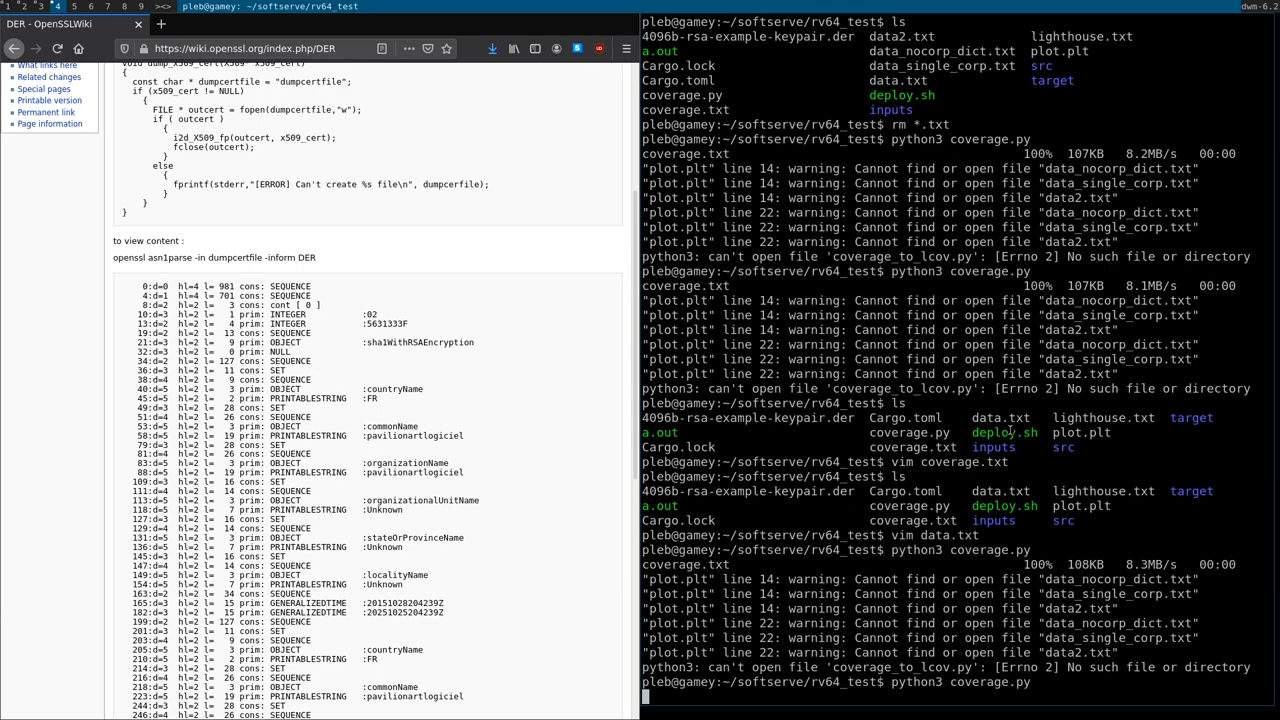 1 2 3 4 5 6 7 8 9 ><> pleb@gamey: ~/softserve/rv64_test dwm-6.2
DER - OpenSSLWiki × +
https://wiki.openssl.org/index.php/DER
What links here
Related changes
Special pages
Printable version
Permanent link
Page information
void dump_x509_cert(X509* x509_cert)
{
const char * dumpcertfile = "dumpcertfile";
if (x509_cert != NULL)
{
FILE * outcert = fopen(dumpcertfile,"w");
if ( outcert )
{
i2d_X509_fp(outcert, x509_cert);
fclose(outcert);
}
else
{
fprintf(stderr,"[ERROR] Can't create %s file\n", dumpcerfile);
}
}
}
to view content :
openssl asn1parse -in dumpcertfile -inform DER
0:d=0 hl=4 l= 981 cons: SEQUENCE
4:d=1 hl=4 l= 701 cons: SEQUENCE
8:d=2 hl=2 l= 3 cons: cont [ 0 ]
10:d=3 hl=2 l= 1 prim: INTEGER :02
13:d=2 hl=2 l= 4 prim: INTEGER :5631333F
19:d=2 hl=2 l= 13 cons: SEQUENCE
21:d=3 hl=2 l= 9 prim: OBJECT :sha1WithRSAEncryption
32:d=3 hl=2 l= 0 prim: NULL
34:d=2 hl=2 l= 127 cons: SEQUENCE
36:d=3 hl=2 l= 11 cons: SET
38:d=4 hl=2 l= 9 cons: SEQUENCE
40:d=5 hl=2 l= 3 prim: OBJECT :countryName
45:d=5 hl=2 l= 2 prim: PRINTABLESTRING :FR
49:d=3 hl=2 l= 28 cons: SET
51:d=4 hl=2 l= 26 cons: SEQUENCE
53:d=5 hl=2 l= 3 prim: OBJECT :commonName
58:d=5 hl=2 l= 19 prim: PRINTABLESTRING :pavilionartlogiciel
79:d=3 hl=2 l= 28 cons: SET
81:d=4 hl=2 l= 26 cons: SEQUENCE
83:d=5 hl=2 l= 3 prim: OBJECT :organizationName
88:d=5 hl=2 l= 19 prim: PRINTABLESTRING :pavilionartlogiciel
109:d=3 hl=2 l= 16 cons: SET
111:d=4 hl=2 l= 14 cons: SEQUENCE
113:d=5 hl=2 l= 3 prim: OBJECT :organizationalUnitName
118:d=5 hl=2 l= 7 prim: PRINTABLESTRING :Unknown
127:d=3 hl=2 l= 16 cons: SET
129:d=4 hl=2 l= 14 cons: SEQUENCE
131:d=5 hl=2 l= 3 prim: OBJECT :stateOrProvinceName
136:d=5 hl=2 l= 7 prim: PRINTABLESTRING :Unknown
145:d=3 hl=2 l= 16 cons: SET
147:d=4 hl=2 l= 14 cons: SEQUENCE
149:d=5 hl=2 l= 3 prim: OBJECT :localityName
154:d=5 hl=2 l= 7 prim: PRINTABLESTRING :Unknown
163:d=2 hl=2 l= 34 cons: SEQUENCE
165:d=3 hl=2 l= 15 prim: GENERALIZEDTIME :20151028204239Z
182:d=3 hl=2 l= 15 prim: GENERALIZEDTIME :20251025204239Z
199:d=2 hl=2 l= 127 cons: SEQUENCE
201:d=3 hl=2 l= 11 cons: SET
203:d=4 hl=2 l= 9 cons: SEQUENCE
205:d=5 hl=2 l= 3 prim: OBJECT :countryName
210:d=5 hl=2 l= 2 prim: PRINTABLESTRING :FR
214:d=3 hl=2 l= 28 cons: SET
216:d=4 hl=2 l= 26 cons: SEQUENCE
218:d=5 hl=2 l= 3 prim: OBJECT :commonName
223:d=5 hl=2 l= 19 prim: PRINTABLESTRING :pavilionartlogiciel
244:d=3 hl=2 l= 28 cons: SET
246:d=4 hl=2 l= 26 cons: SEQUENCE
pleb@gamey:~/softserve/rv64_test$ ls
4096b-rsa-example-keypair.der data2.txt lighthouse.txt
a.out data_nocorp_dict.txt plot.plt
Cargo.lock data_single_corp.txt src
Cargo.toml data.txt target
coverage.py deploy.sh
coverage.txt inputs
pleb@gamey:~/softserve/rv64_test$ rm *.txt
pleb@gamey:~/softserve/rv64_test$ python3 coverage.py
coverage.txt 100% 107KB 8.2MB/s 00:00
"plot.plt" line 14: warning: Cannot find or open file "data_nocorp_dict.txt"
"plot.plt" line 14: warning: Cannot find or open file "data_single_corp.txt"
"plot.plt" line 14: warning: Cannot find or open file "data2.txt"
"plot.plt" line 22: warning: Cannot find or open file "data_nocorp_dict.txt"
"plot.plt" line 22: warning: Cannot find or open file "data_single_corp.txt"
"plot.plt" line 22: warning: Cannot find or open file "data2.txt"
python3: can't open file 'coverage_to_lcov.py': [Errno 2] No such file or directory
pleb@gamey:~/softserve/rv64_test$ python3 coverage.py
coverage.txt 100% 107KB 8.1MB/s 00:00
"plot.plt" line 14: warning: Cannot find or open file "data_nocorp_dict.txt"
"plot.plt" line 14: warning: Cannot find or open file "data_single_corp.txt"
"plot.plt" line 14: warning: Cannot find or open file "data2.txt"
"plot.plt" line 22: warning: Cannot find or open file "data_nocorp_dict.txt"
"plot.plt" line 22: warning: Cannot find or open file "data_single_corp.txt"
"plot.plt" line 22: warning: Cannot find or open file "data2.txt"
python3: can't open file 'coverage_to_lcov.py': [Errno 2] No such file or directory
pleb@gamey:~/softserve/rv64_test$ ls
4096b-rsa-example-keypair.der Cargo.toml data.txt lighthouse.txt target
a.out coverage.py deploy.sh plot.plt
Cargo.lock coverage.txt inputs src
pleb@gamey:~/softserve/rv64_test$ vim coverage.txt
pleb@gamey:~/softserve/rv64_test$ ls
4096b-rsa-example-keypair.der Cargo.toml data.txt lighthouse.txt target
a.out coverage.py deploy.sh plot.plt
Cargo.lock coverage.txt inputs src
pleb@gamey:~/softserve/rv64_test$ vim data.txt
pleb@gamey:~/softserve/rv64_test$ python3 coverage.py
coverage.txt 100% 108KB 8.3MB/s 00:00
"plot.plt" line 14: warning: Cannot find or open file "data_nocorp_dict.txt"
"plot.plt" line 14: warning: Cannot find or open file "data_single_corp.txt"
"plot.plt" line 14: warning: Cannot find or open file "data2.txt"
"plot.plt" line 22: warning: Cannot find or open file "data_nocorp_dict.txt"
"plot.plt" line 22: warning: Cannot find or open file "data_single_corp.txt"
"plot.plt" line 22: warning: Cannot find or open file "data2.txt"
python3: can't open file 'coverage_to_lcov.py': [Errno 2] No such file or directory
pleb@gamey:~/softserve/rv64_test$ python3 coverage.py